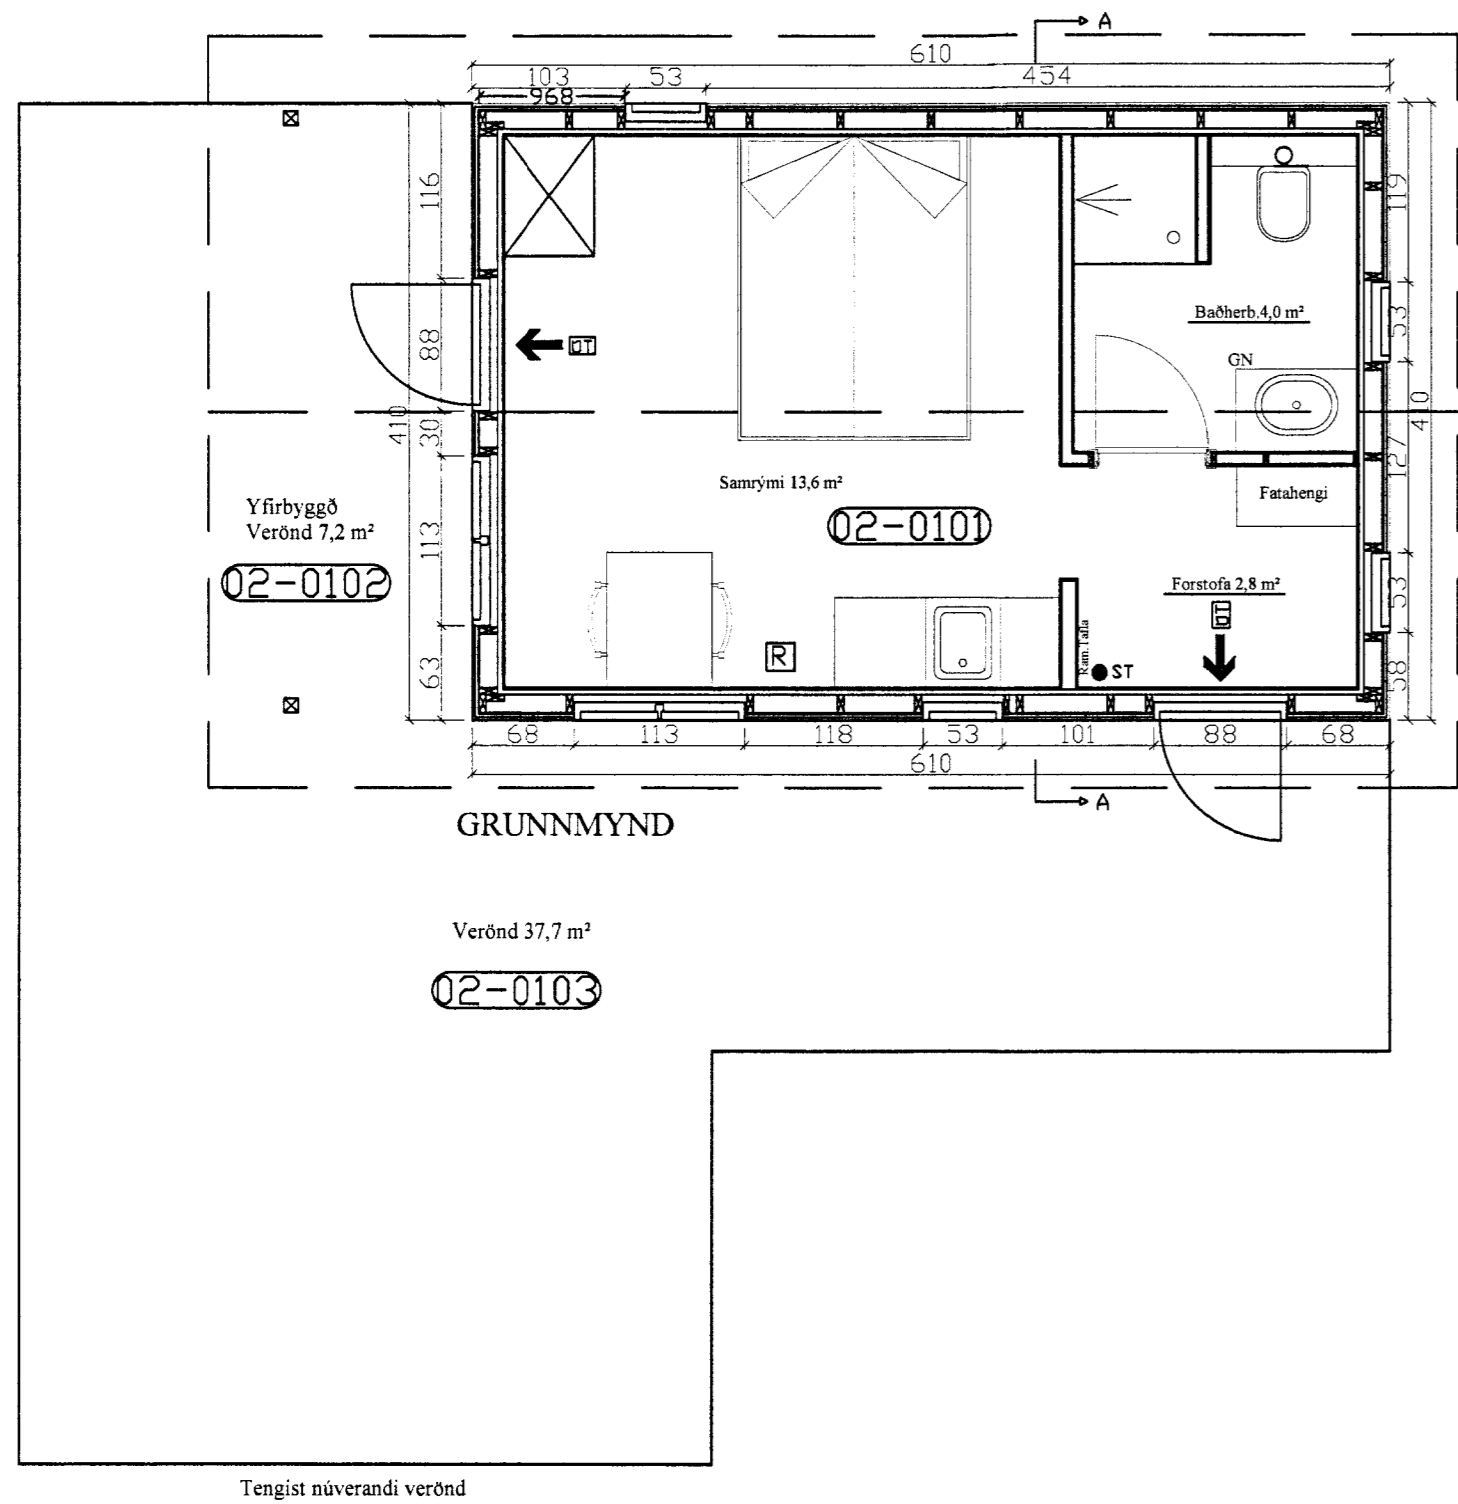 A
610
103
53
454
968
116
119
88
53
Baðherb.4,0 m²
ÚT
GN
410
30
410
127
Samrými 13,6 m²
Fatahengi
Yfirbyggð
Verönd 7,2 m²
02-0101
113
02-0102
Forstofa 2,8 m²
53
ÚT
Ram. Tafla
R
ST
63
58
68
113
118
53
101
88
68
610
A
GRUNNMYND
Verönd 37,7 m²
02-0103
Tengist núverandi verönd